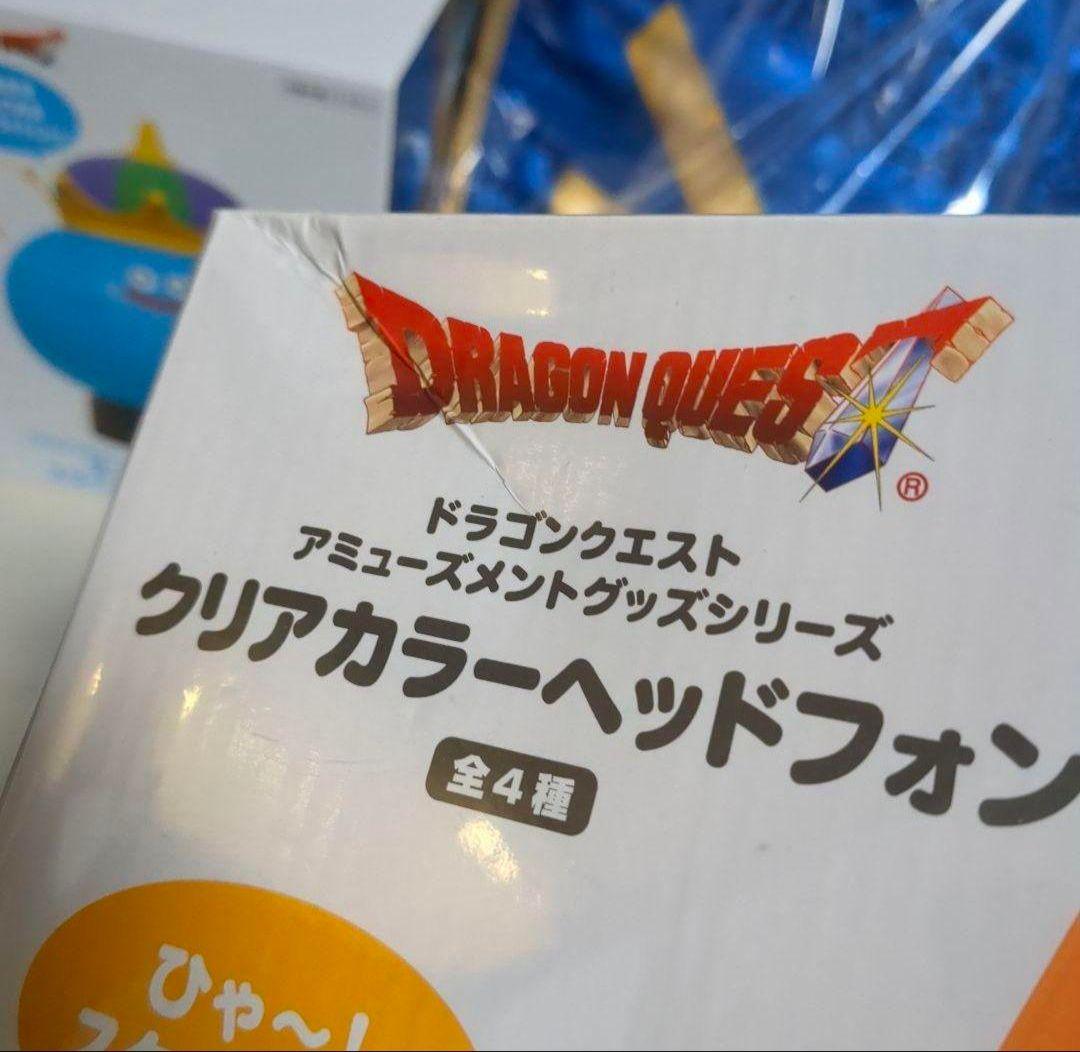 DRAGON QUEST
®
ドラゴンクエスト
アミューズメントグッズシリーズ
クリアカラーヘッドフォン
全4種
ひゃ～！